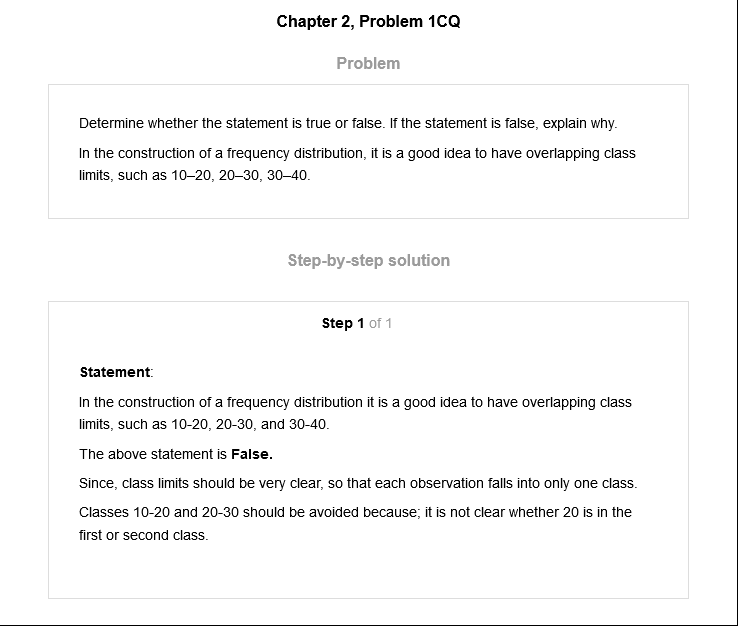 Chapter 2, Problem 1CQ
Problem
Determine whether the statement is true or false. If the statement is false, explain why.
In the construction of a frequency distribution, it is a good idea to have overlapping class
limits, such as 10–20, 20–30, 30–40.
Step-by-step solution
Step 1 of 1
Statement:
In the construction of a frequency distribution it is a good idea to have overlapping class
limits, such as 10-20, 20-30, and 30-40.
The above statement is False.
Since, class limits should be very clear, so that each observation falls into only one class.
Classes 10-20 and 20-30 should be avoided because; it is not clear whether 20 is in the
first or second class.